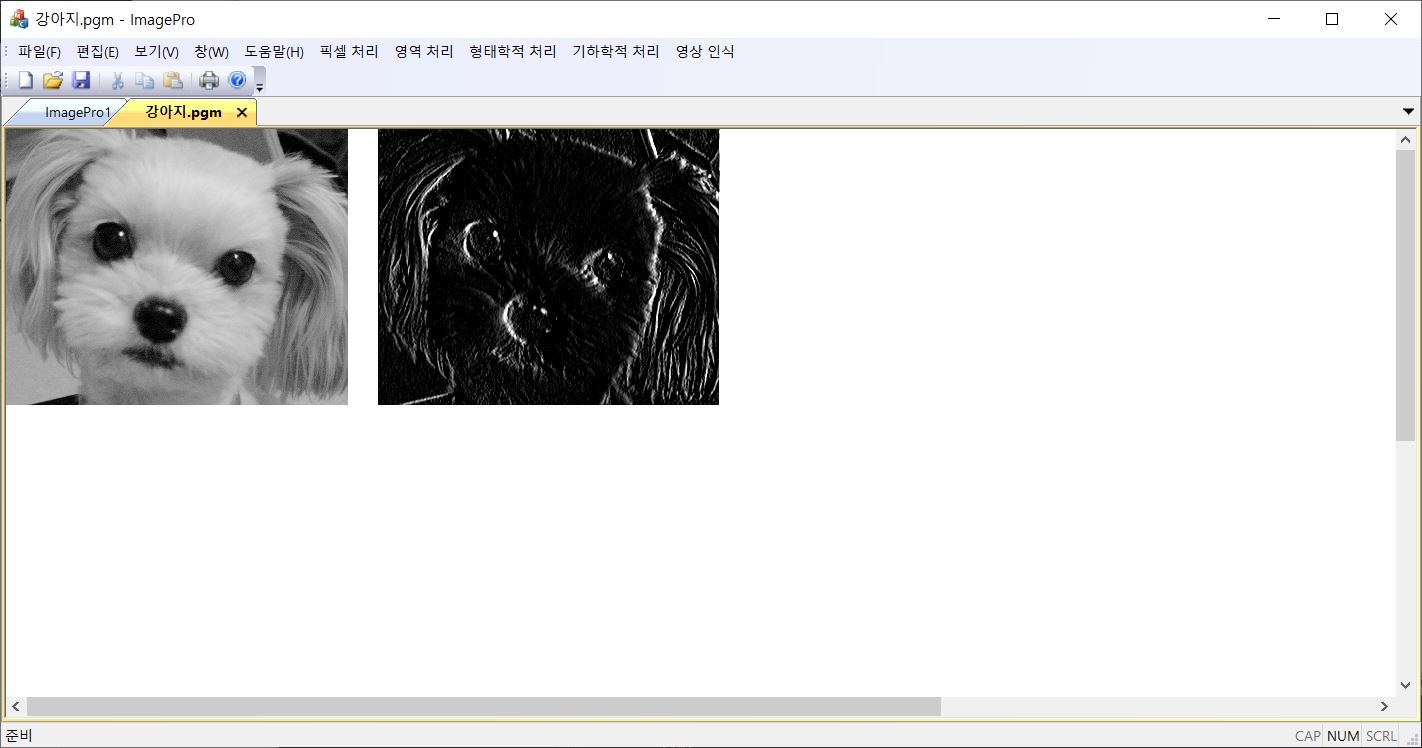 강아지.pgm - ImagePro
파일(F) 편집(E) 보기(V) 창(W) 도움말(H) 픽셀 처리 영역 처리 형태학적 처리 기하학적 처리 영상 인식
ImagePro1 강아지.pgm
준비 CAP NUM SCRL